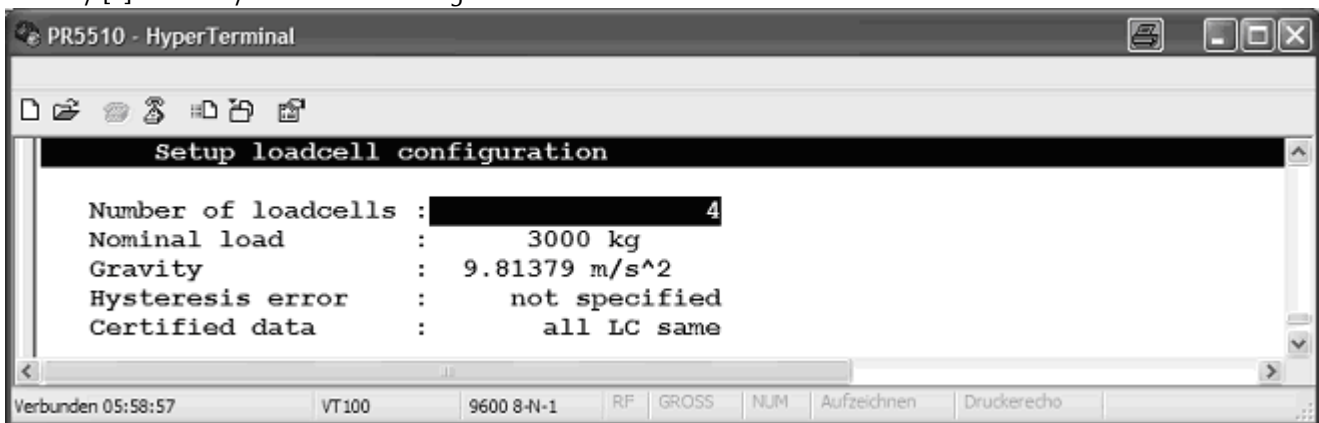 PR5510 - HyperTerminal
Setup loadcell configuration
Number of loadcells : 4
Nominal load : 3000 kg
Gravity : 9.81379 m/s^2
Hysteresis error : not specified
Certified data : all LC same
Verbunden 05:58:57 VT100 9600 8-N-1 RF GROSS NUM Aufzeichnen Druckerecho